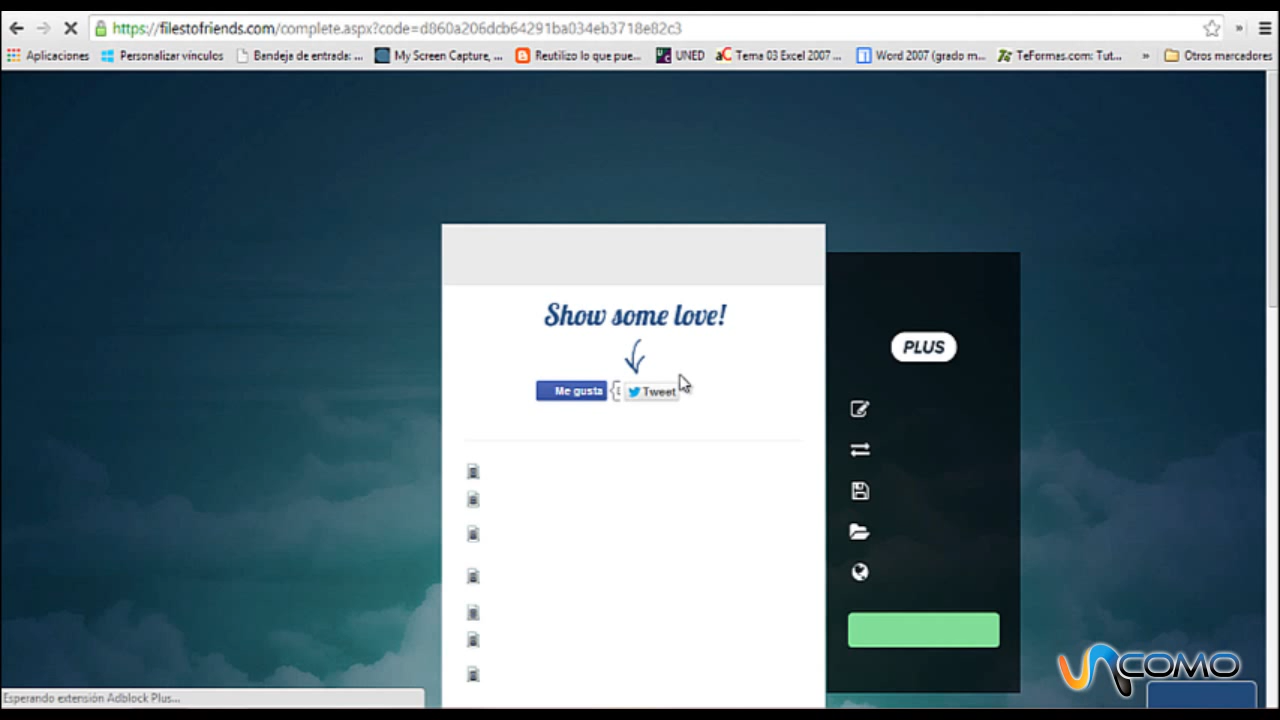 https://filestofriends.com/complete.aspx?code=d860a206dcb64291ba034eb3718e82c3
Aplicaciones Personalizar vínculos Bandeja de entrada: ... My Screen Capture, ... Reutilizo lo que pue... UNED Tema 03 Excel 2007 ... Word 2007 (grado m... TeFormas.com: Tut... » Otros marcadores
Show some love!
PLUS
Me gusta
Tweet
Esperando extensión Adblock Plus...
UNCOMO